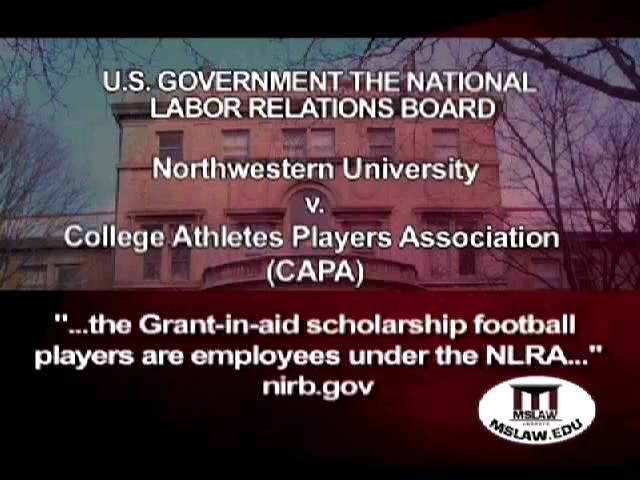 U.S. GOVERNMENT THE NATIONAL
LABOR RELATIONS BOARD
Northwestern University
v.
College Athletes Players Association
(CAPA)
"...the Grant-in-aid scholarship football
players are employees under the NLRA..."
nirb.gov
MSLAW
MSLAW.EDU